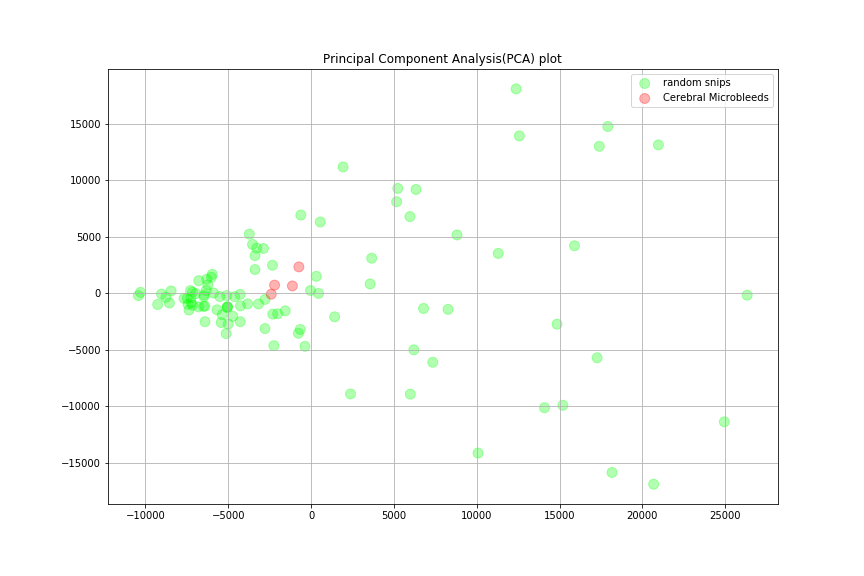 Principal Component Analysis(PCA) plot
random snips
Cerebral Microbleeds
15000
10000
5000
0
−5000
−10000
−15000
−10000 −5000 0 5000 10000 15000 20000 25000